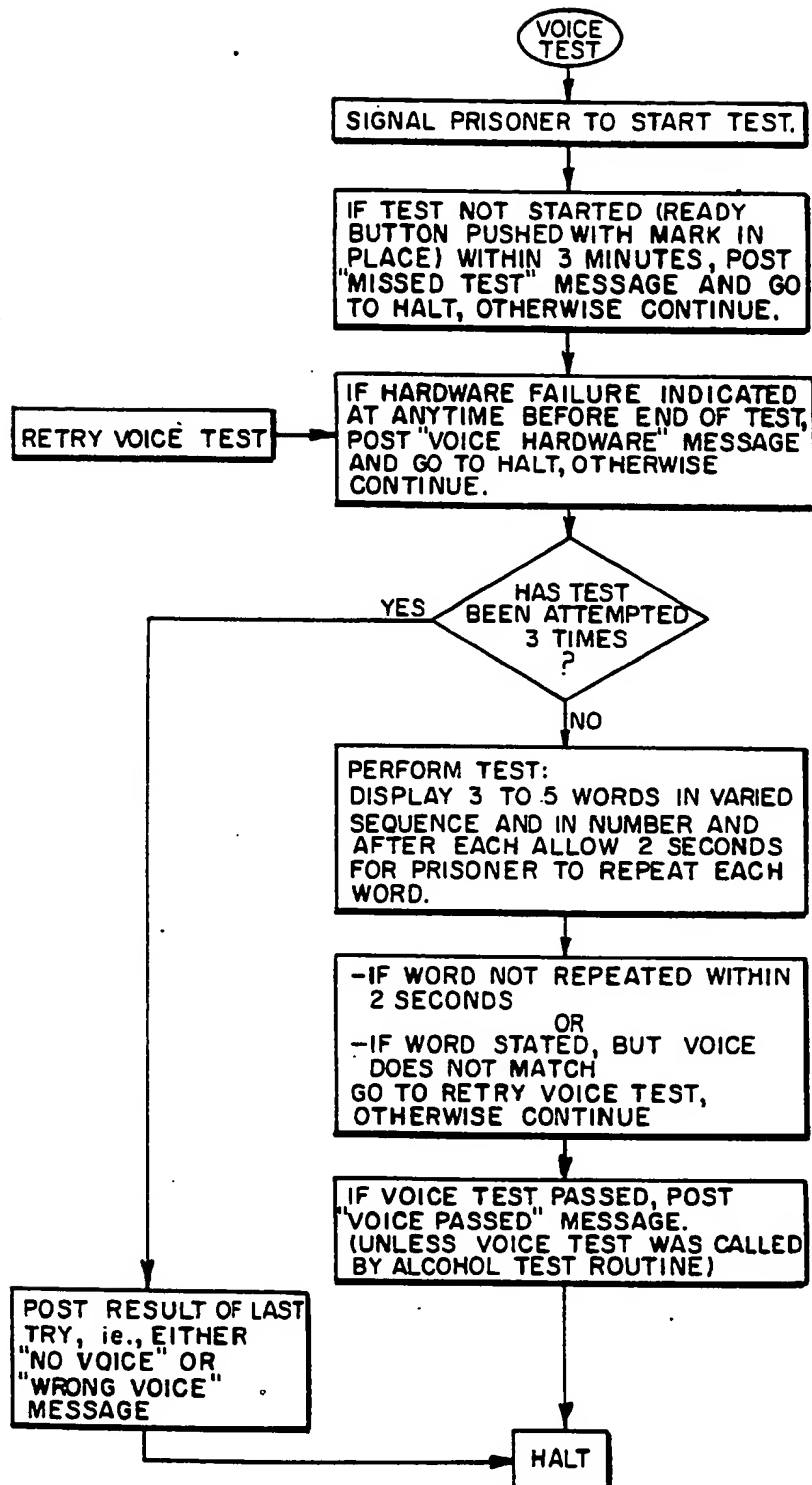 VOICE
TEST
SIGNAL PRISONER TO START TEST.
IF TEST NOT STARTED (READY
BUTTON PUSHED WITH MARK IN
PLACE) WITHIN 3 MINUTES, POST
"MISSED TEST" MESSAGE AND GO
TO HALT, OTHERWISE CONTINUE.
RETRY VOICE TEST
IF HARDWARE FAILURE INDICATED
AT ANYTIME BEFORE END OF TEST,
POST "VOICE HARDWARE" MESSAGE
AND GO TO HALT, OTHERWISE
CONTINUE.
HAS TEST
BEEN ATTEMPTED
3 TIMES
?
YES
NO
PERFORM TEST:
DISPLAY 3 TO 5 WORDS IN VARIED
SEQUENCE AND IN NUMBER AND
AFTER EACH ALLOW 2 SECONDS
FOR PRISONER TO REPEAT EACH
WORD.
-IF WORD NOT REPEATED WITHIN
2 SECONDS
OR
-IF WORD STATED, BUT VOICE
DOES NOT MATCH
GO TO RETRY VOICE TEST,
OTHERWISE CONTINUE
IF VOICE TEST PASSED, POST
"VOICE PASSED" MESSAGE.
(UNLESS VOICE TEST WAS CALLED
BY ALCOHOL TEST ROUTINE)
POST RESULT OF LAST
TRY, ie., EITHER
"NO VOICE" OR
"WRONG VOICE"
MESSAGE
HALT